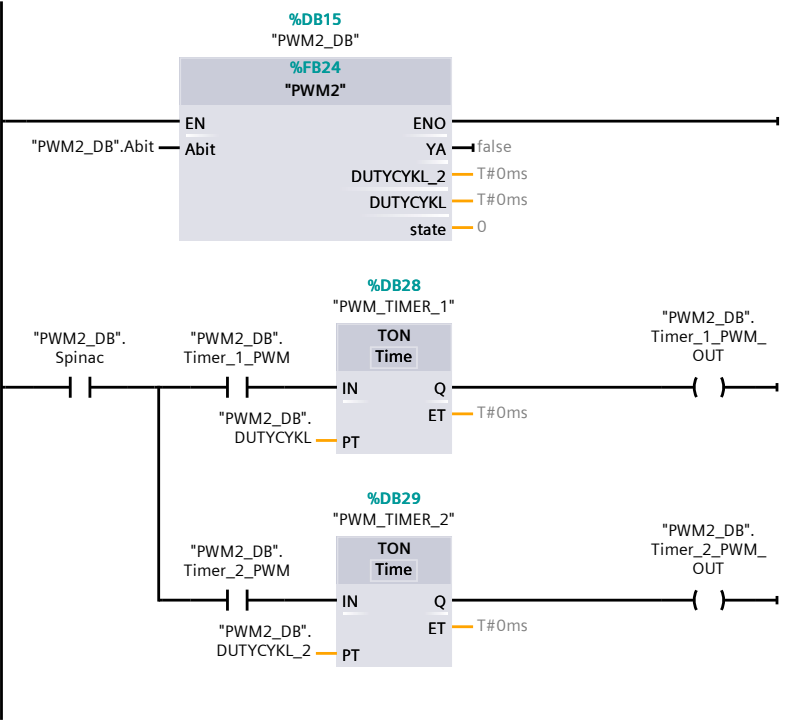 %DB15
"PWM2_DB"
%FB24
"PWM2"
EN
ENO
"PWM2_DB".Abit
Abit
YA
false
DUTYCYKL_2
T#0ms
DUTYCYKL
T#0ms
state
0
%DB28
"PWM_TIMER_1"
"PWM2_DB".
Spinac
"PWM2_DB".
Timer_1_PWM
TON
Time
"PWM2_DB".
Timer_1_PWM_
OUT
IN
Q
ET
T#0ms
"PWM2_DB".
DUTYCYKL
PT
%DB29
"PWM_TIMER_2"
"PWM2_DB".
Timer_2_PWM
TON
Time
"PWM2_DB".
Timer_2_PWM_
OUT
IN
Q
ET
T#0ms
"PWM2_DB".
DUTYCYKL_2
PT